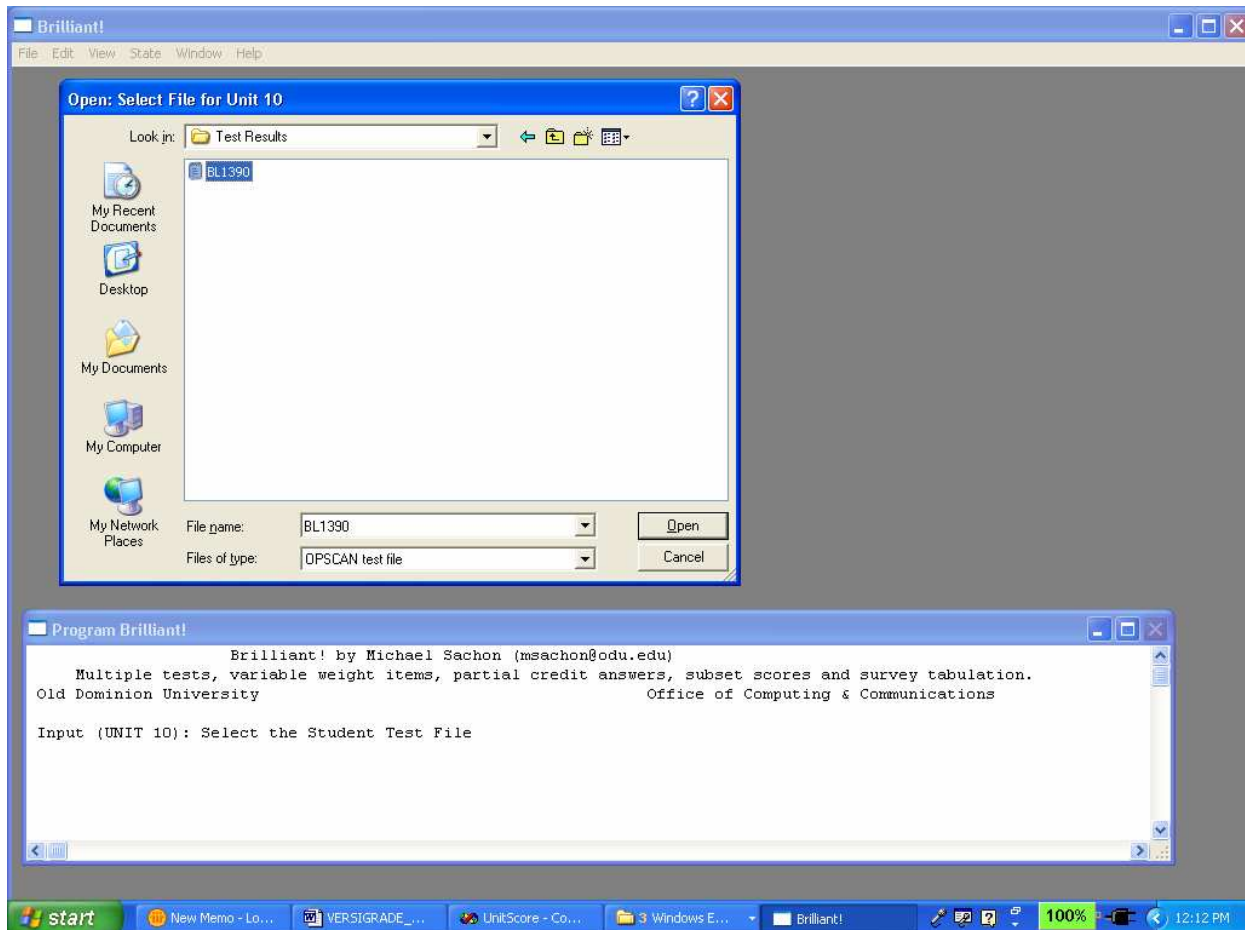 Brilliant!
File Edit View State Window Help
Open: Select File for Unit 10
Look in: Test Results
BL1390
My Recent
Documents
Desktop
My Documents
My Computer
My Network
Places
File name: BL1390 Open
Files of type: OPSCAN test file Cancel
Program Brilliant!
Brilliant! by Michael Sachon (msachon@odu.edu)
Multiple tests, variable weight items, partial credit answers, subset scores and survey tabulation.
Old Dominion University Office of Computing & Communications
Input (UNIT 10): Select the Student Test File
start New Memo - Lo... VERSIGRADE_... UnitScore - Co... 3 Windows E... Brilliant! 100% 12:12 PM